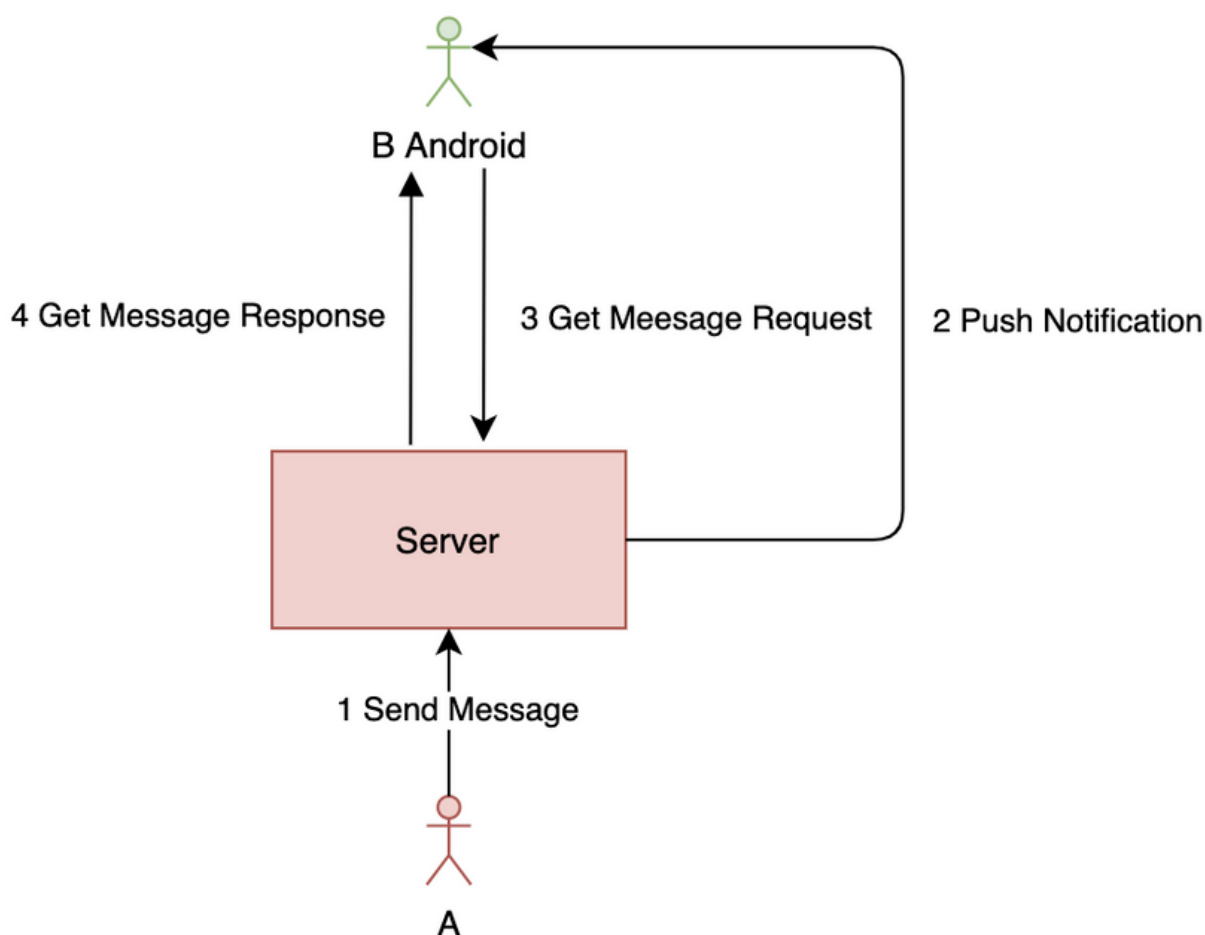 B Android
4 Get Message Response
3 Get Meesage Request
2 Push Notification
Server
1 Send Message
A